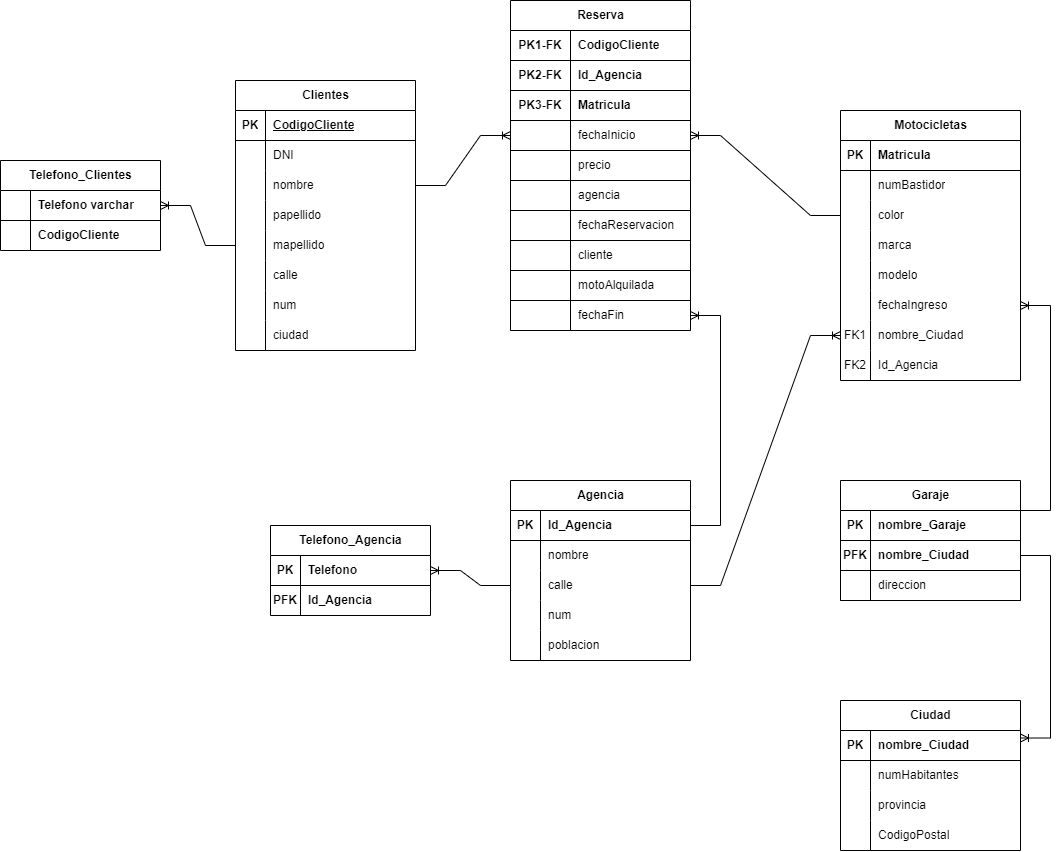 Reserva
PK1-FK CodigoCliente
PK2-FK Id_Agencia
PK3-FK Matricula
fechaInicio
precio
agencia
fechaReservacion
cliente
motoAlquilada
fechaFin
Clientes
PK CodigoCliente
DNI
nombre
papellido
mapellido
calle
num
ciudad
Telefono_Clientes
Telefono varchar
CodigoCliente
Motocicletas
PK Matricula
numBastidor
color
marca
modelo
fechaIngreso
FK1 nombre_Ciudad
FK2 Id_Agencia
Agencia
PK Id_Agencia
nombre
calle
num
poblacion
Telefono_Agencia
PK Telefono
PFK Id_Agencia
Garaje
PK nombre_Garaje
PFK nombre_Ciudad
direccion
Ciudad
PK nombre_Ciudad
numHabitantes
provincia
CodigoPostal